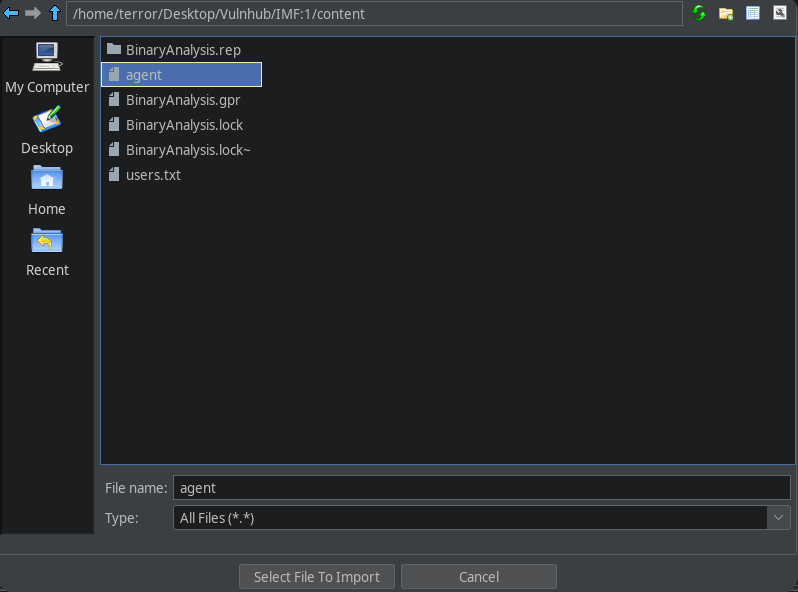 /home/terror/Desktop/Vulnhub/IMF:1/content
My Computer
Desktop
Home
Recent
BinaryAnalysis.rep
agent
BinaryAnalysis.gpr
BinaryAnalysis.lock
BinaryAnalysis.lock~
users.txt
File name: agent
Type: All Files (*.*)
Select File To Import Cancel